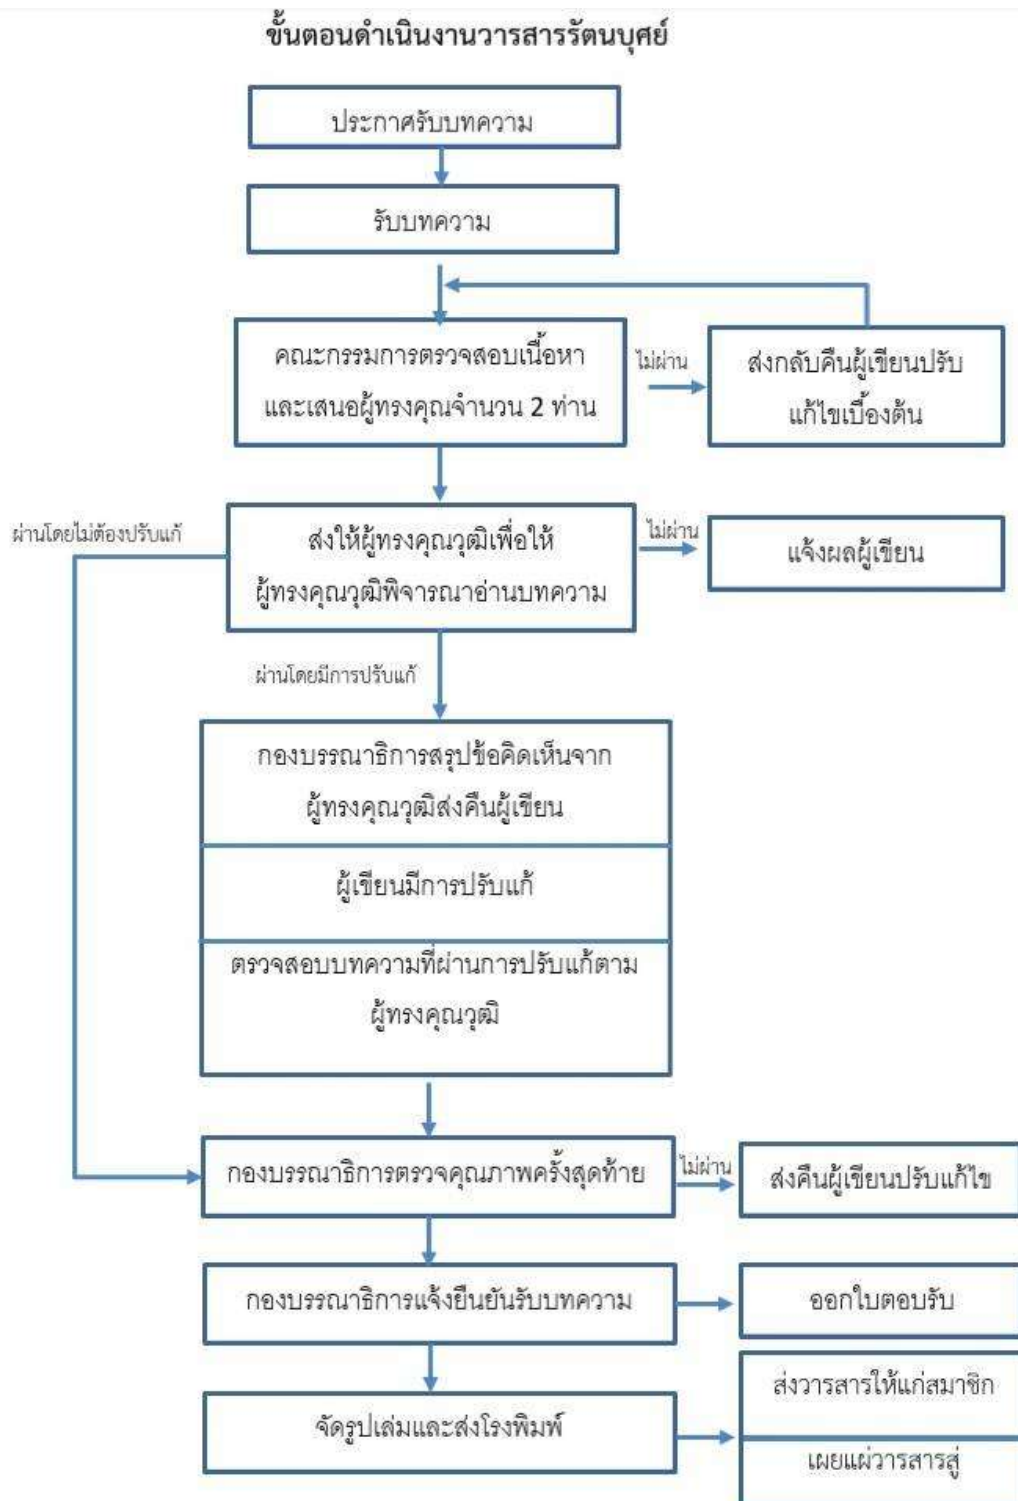 ขั้นตอนดำเนินงานวารสารรัตนบุศย์
ประกาศรับบทความ
รับบทความ
คณะกรรมการตรวจสอบเนื้อหา
และเสนอผู้ทรงคุณจำนวน 2 ท่าน
ไม่ผ่าน
ส่งกลับคืนผู้เขียนปรับ
แก้ไขเบื้องต้น
ผ่านโดยไม่ต้องปรับแก้
ส่งให้ผู้ทรงคุณวุฒิเพื่อให้
ผู้ทรงคุณวุฒิพิจารณาอ่านบทความ
ไม่ผ่าน
แจ้งผลผู้เขียน
ผ่านโดยมีการปรับแก้
กองบรรณาธิการสรุปข้อคิดเห็นจาก
ผู้ทรงคุณวุฒิส่งคืนผู้เขียน
ผู้เขียนมีการปรับแก้
ตรวจสอบบทความที่ผ่านการปรับแก้ตาม
ผู้ทรงคุณวุฒิ
กองบรรณาธิการตรวจคุณภาพครั้งสุดท้าย
ไม่ผ่าน
ส่งคืนผู้เขียนปรับแก้ไข
กองบรรณาธิการแจ้งยืนยันรับบทความ
ออกใบตอบรับ
จัดรูปเล่มและส่งโรงพิมพ์
ส่งวารสารให้แก่สมาชิก
เผยแผ่วารสารสู่